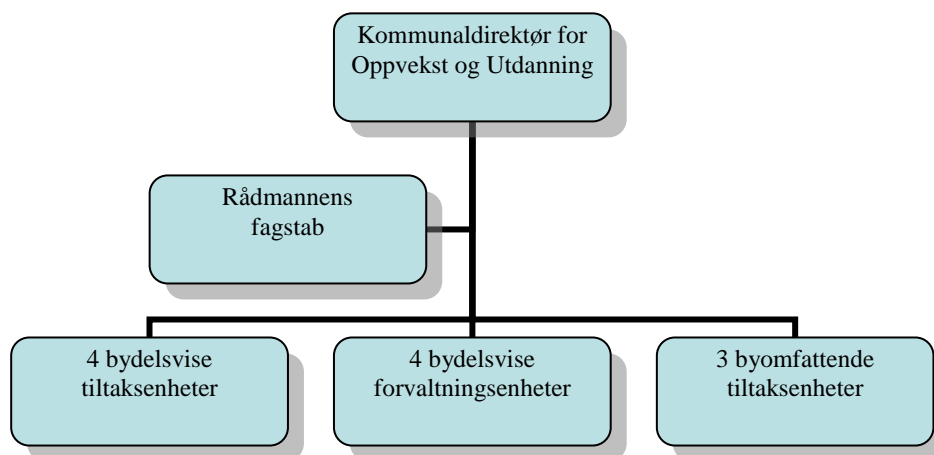 Kommunaldirektør for
Oppvekst og Utdanning
Rådmannens
fagstab
4 bydelsvise
tiltaksenheter
4 bydelsvise
forvaltningsenheter
3 byomfattende
tiltaksenheter